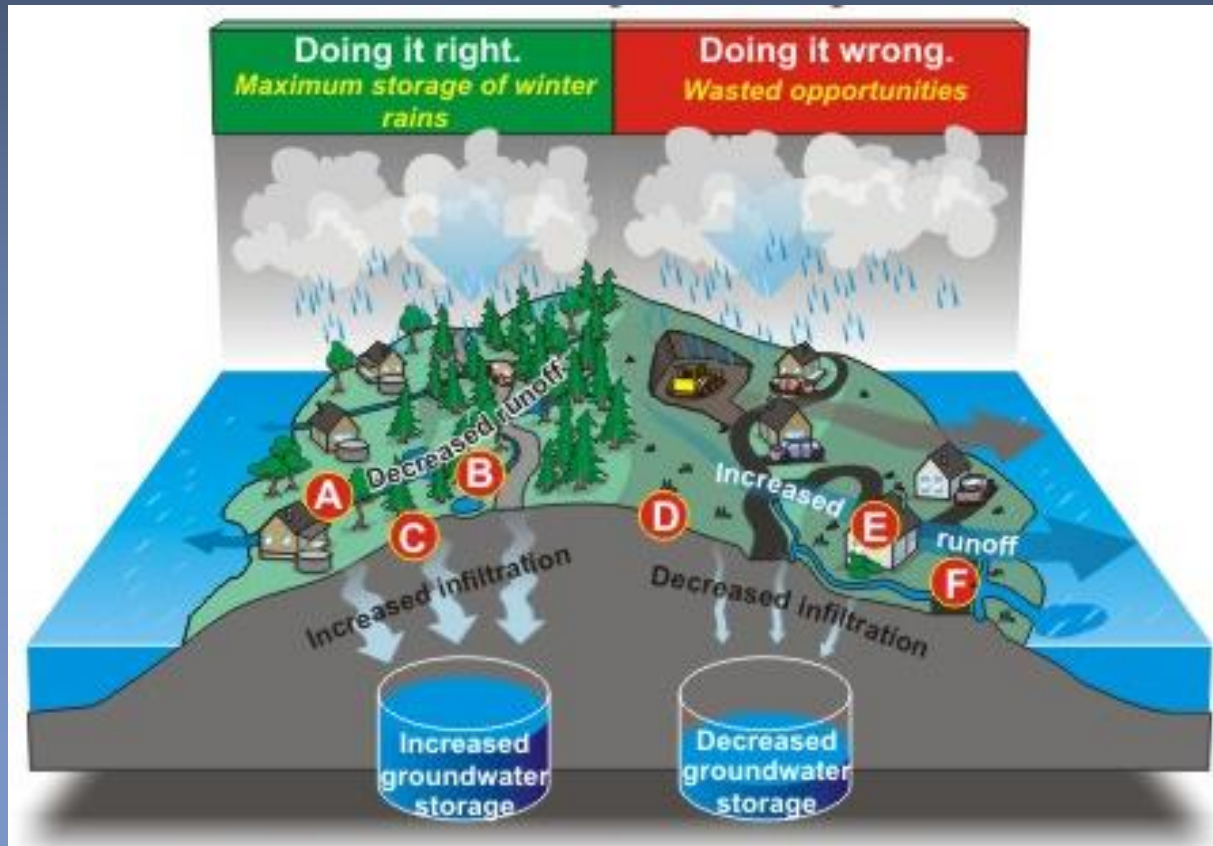 Doing it right.
Maximum storage of winter
rains
Doing it wrong.
Wasted opportunities
Decreased runoff
A
B
C
D
Increased
E
runoff
F
Increased infiltration
Decreased infiltration
Increased
groundwater
storage
Decreased
groundwater
storage